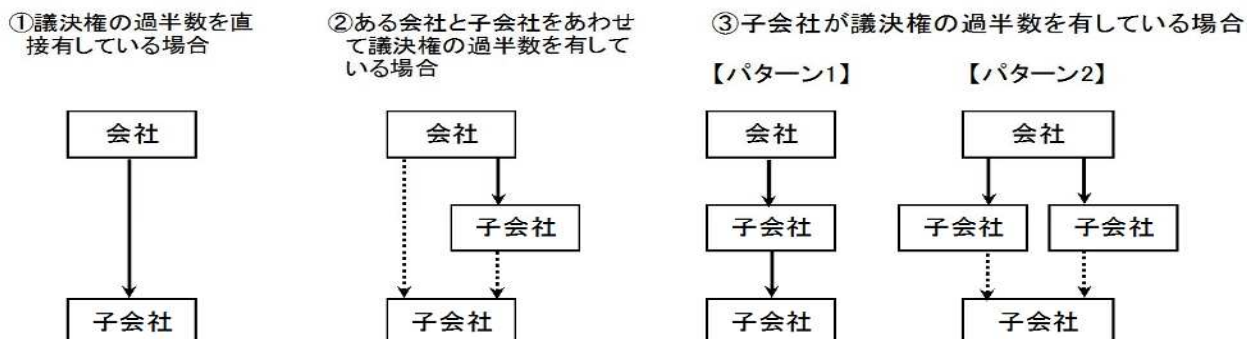 ①議決権の過半数を直
接有している場合
②ある会社と子会社をあわせ
て議決権の過半数を有して
いる場合
③子会社が議決権の過半数を有している場合
【パターン1】
【パターン2】
会社
子会社
会社
子会社
子会社
会社
子会社
子会社
会社
子会社
子会社
子会社